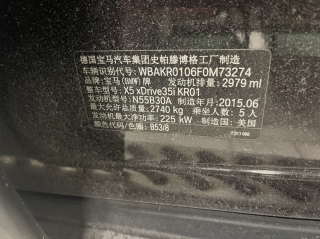 德国宝马汽车集团史帕滕博格工厂制造
车辆识别代号: WBAKR0106F0M73274
品牌: 宝马(BMW)牌 发动机排量: 2979 ml
整车型号: X5 xDrive35i KR01
发动机型号: N55B30A 制造年月: 2015.06
最大允许总质量: 2740 kg 乘坐人数: 5 人
发动机最大净功率: 225 kW 制造国: 美国
颜色代号/色圈: 853/8